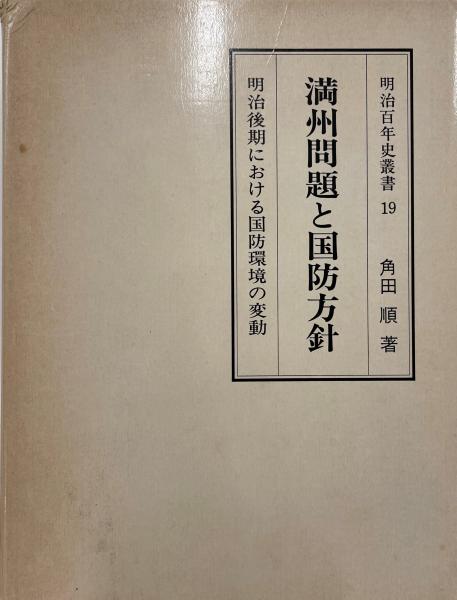 明治百年史叢書 19 角田 順 著
満州問題と国防方針
明治後期における国防環境の変動